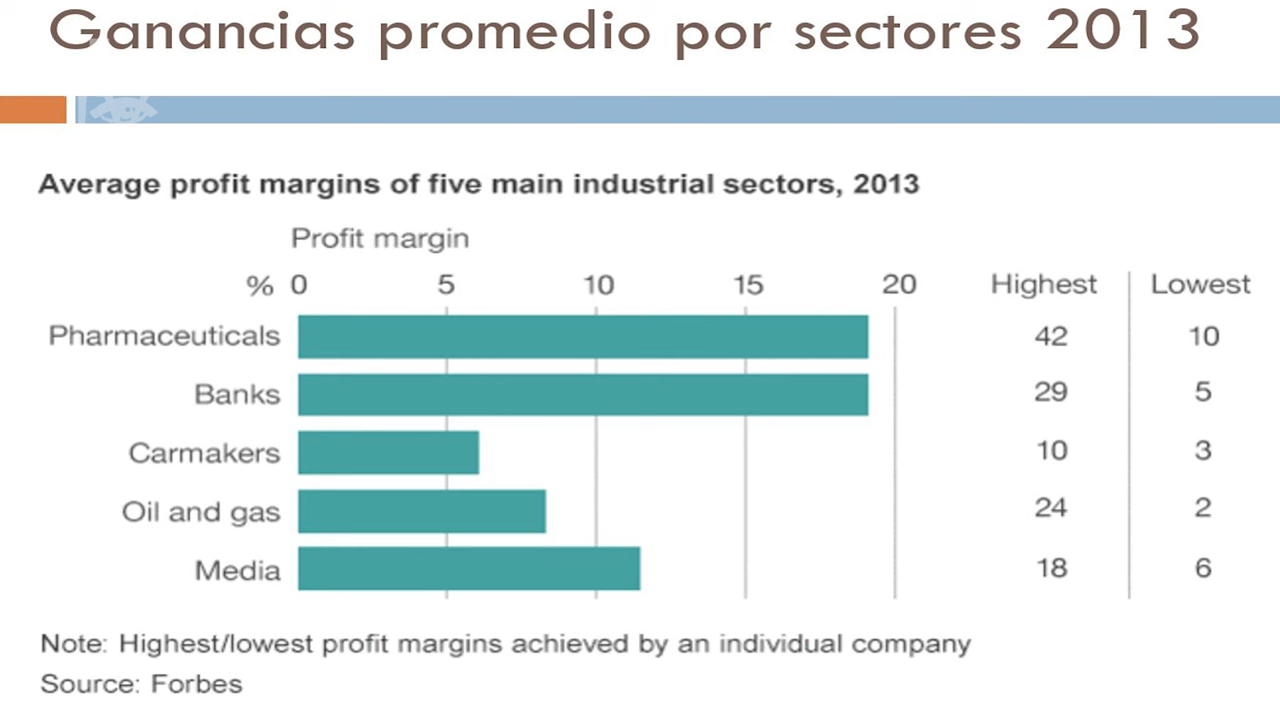 Ganancias promedio por sectores 2013
Average profit margins of five main industrial sectors, 2013
Profit margin
% 0 5 10 15 20 Highest Lowest
Pharmaceuticals 42 10
Banks 29 5
Carmakers 10 3
Oil and gas 24 2
Media 18 6
Note: Highest/lowest profit margins achieved by an individual company
Source: Forbes